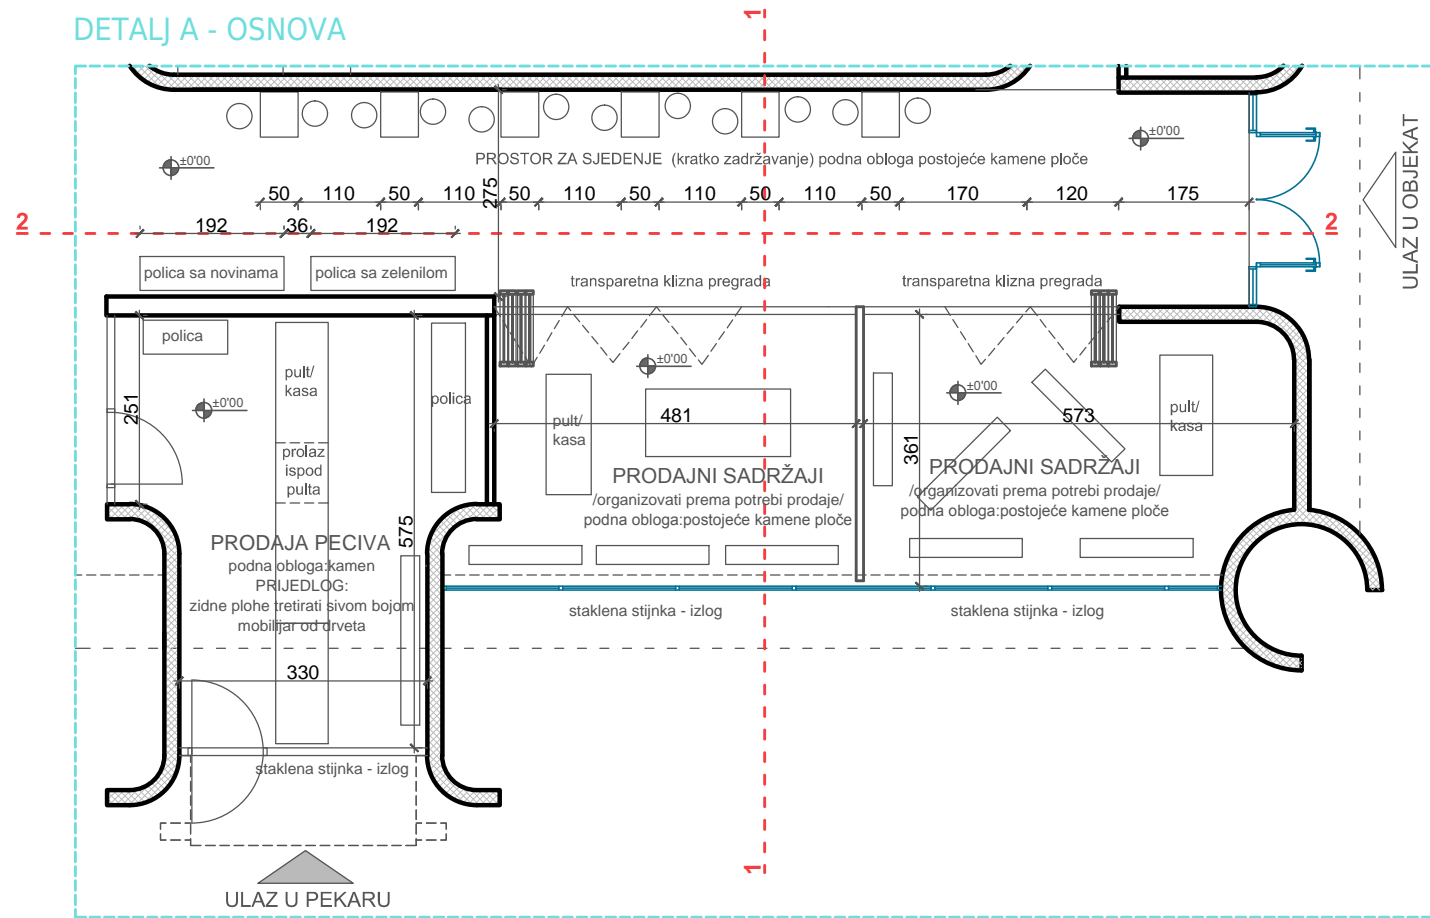 DETALJ A - OSNOVA
1
±0'00
±0'00
PROSTOR ZA SJEDENJE (kratko zadržavanje) podna obloga postojeće kamene ploče
ULAZ U OBJEKAT
275
50 110 50 110 50 110 50 110 50 110 50 170 120 175
2
192 36 192
2
polica sa novinama
polica sa zelenilom
transparetna klizna pregrada
transparetna klizna pregrada
polica
pult/
kasa
polica
±0'00
±0'00
±0'00
251
pult/
kasa
481
573
pult/
kasa
361
prolaz
ispod
pulta
PRODAJNI SADRŽAJI
/organizovati prema potrebi prodaje/
podna obloga:postojeće kamene ploče
PRODAJNI SADRŽAJI
/organizovati prema potrebi prodaje/
podna obloga:postojeće kamene ploče
575
PRODAJA PECIVA
podna obloga:kamen
PRIJEDLOG:
zidne plohe tretirati sivom bojom
mobilijar od drveta
staklena stijnka - izlog
staklena stijnka - izlog
330
staklena stijnka - izlog
1
ULAZ U PEKARU